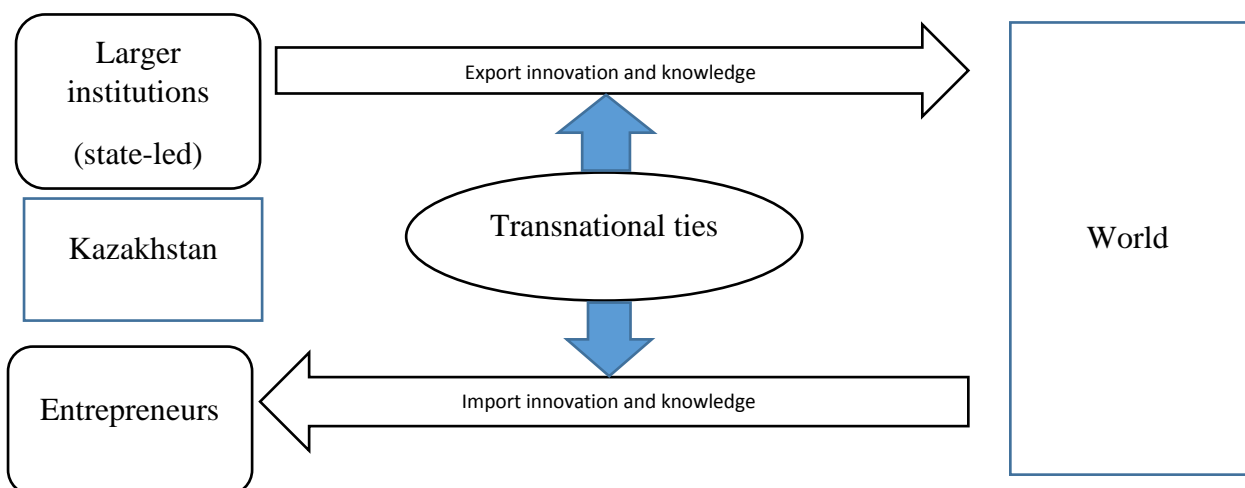 Larger
institutions
(state-led)
Export innovation and knowledge
Transnational ties
Kazakhstan
World
Entrepreneurs
Import innovation and knowledge